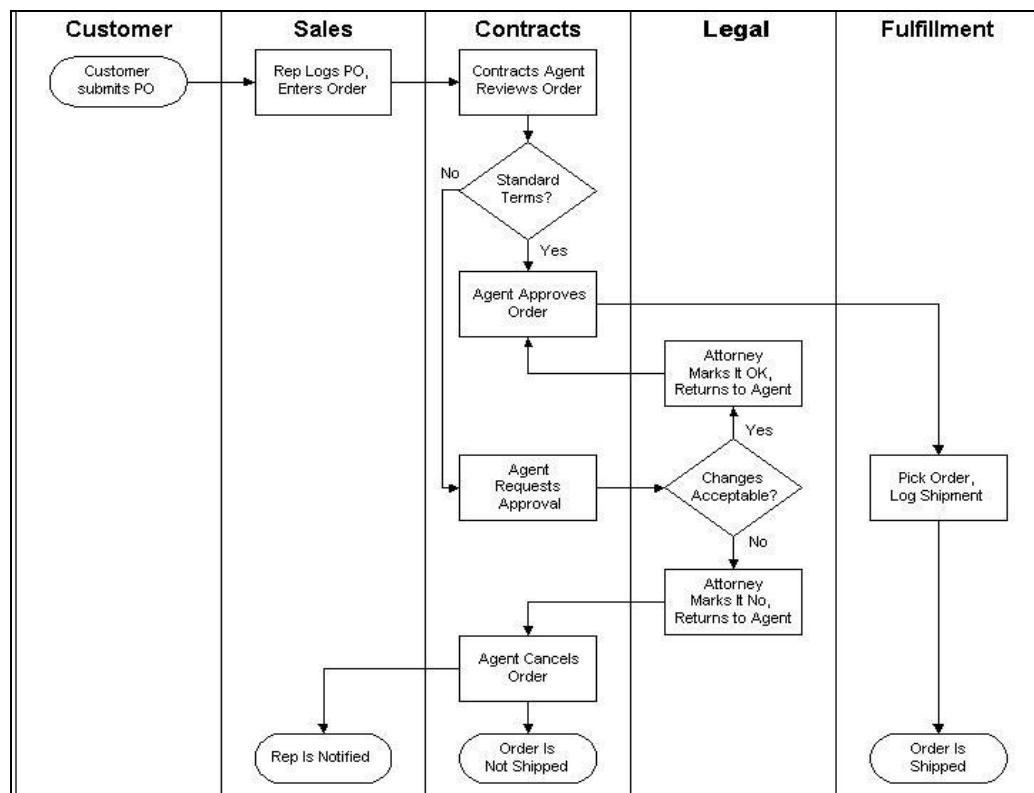 Customer
Sales
Contracts
Legal
Fulfillment
Customer
submits PO
Rep Logs PO,
Enters Order
Contracts Agent
Reviews Order
No
Standard
Terms?
Yes
Agent Approves
Order
Attorney
Marks It OK,
Returns to Agent
Yes
Agent
Requests
Approval
Changes
Acceptable?
Pick Order,
Log Shipment
No
Attorney
Marks It No,
Returns to Agent
Agent Cancels
Order
Rep Is Notified
Order Is
Not Shipped
Order Is
Shipped